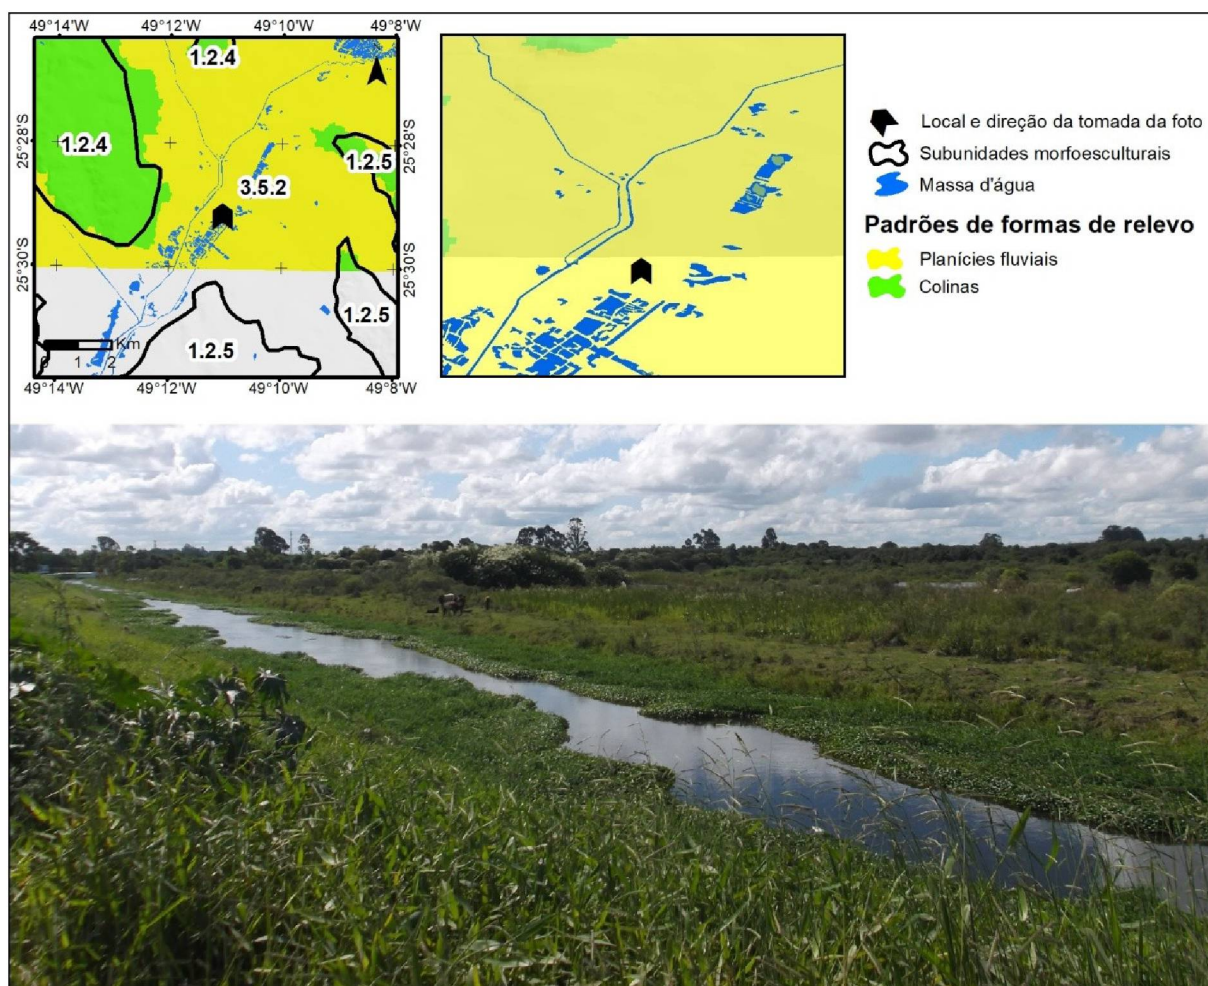 49°14'W 49°12'W 49°10'W 49°8'W
1.2.4
1.2.4
25°28'S
25°28'S
1.2.5
3.5.2
25°30'S
25°30'S
1.2.5
1.2.5
Km
0 1 2
49°14'W 49°12'W 49°10'W 49°8'W
Local e direção da tomada da foto
Subunidades morfoesculturais
Massa d'água
Padrões de formas de relevo
Planícies fluviais
Colinas